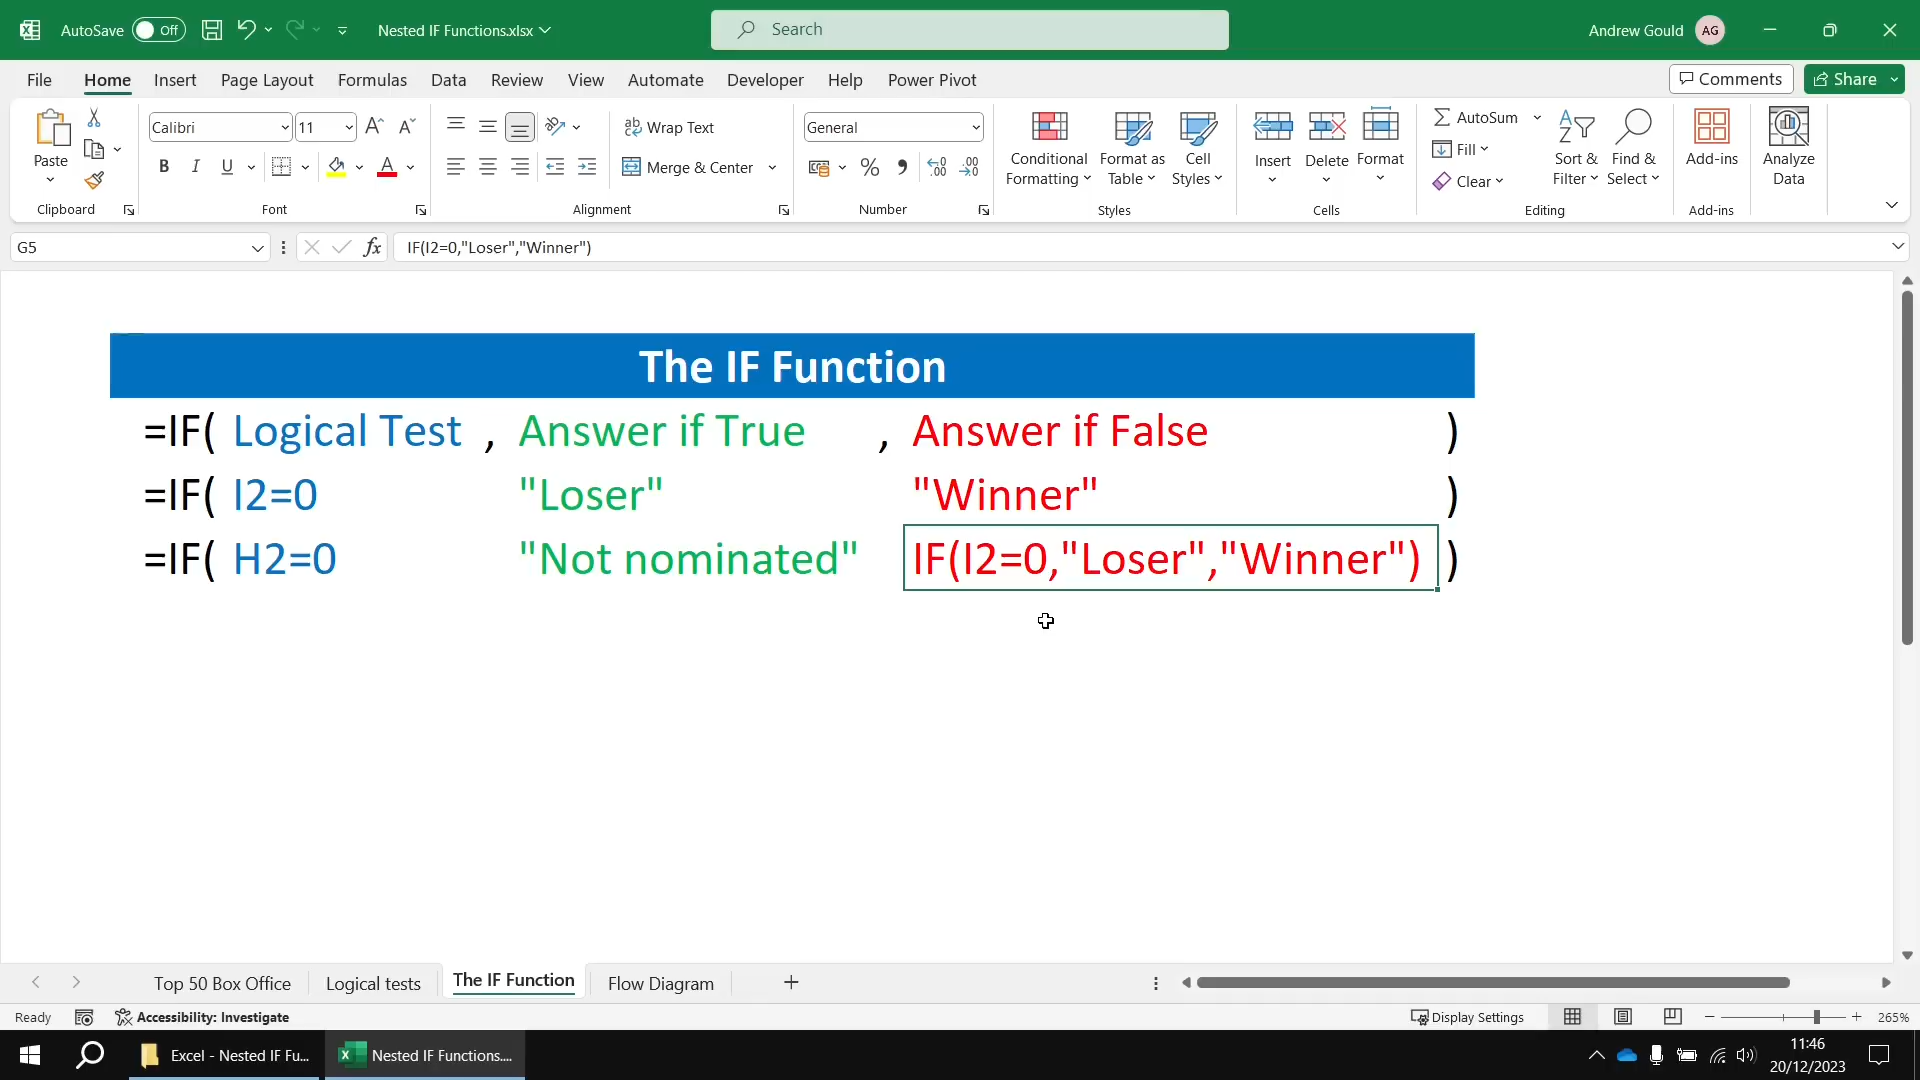 AutoSave Off Nested IF Functions.xlsx Search Andrew Gould AG
File Home Insert Page Layout Formulas Data Review View Automate Developer Help Power Pivot Comments Share
Paste Calibri 11 Wrap Text General Conditional Formatting Format as Table Cell Styles Insert Delete Format AutoSum Sort & Filter Find & Select Add-ins Analyze Data
B I U Merge & Center % Fill
Clear
Clipboard Font Alignment Number Styles Cells Editing Add-ins
G5 fx IF(I2=0,"Loser","Winner")
The IF Function
=IF( Logical Test , Answer if True , Answer if False )
=IF( I2=0 "Loser" "Winner" )
=IF( H2=0 "Not nominated" IF(I2=0,"Loser","Winner") )
Top 50 Box Office Logical tests The IF Function Flow Diagram
Ready Accessibility: Investigate Display Settings 265%
Excel - Nested IF Fu... Nested IF Functions.... 11:46
20/12/2023